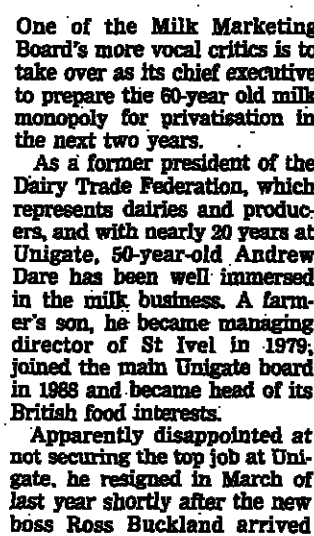 One of the Milk Marketing
Board's more vocal critics is to
take over as its chief executive
to prepare the 60-year old milk
monopoly for privatisation in
the next two years.
As a former president of the
Dairy Trade Federation, which
represents dairies and produc-
ers, and with nearly 20 years at
Unigate, 50-year-old Andrew
Dare has been well immersed
in the milk business. A farm-
er's son, he became managing
director of St Ivel in 1979,
joined the main Unigate board
in 1988 and became head of its
British food interests.
Apparently disappointed at
not securing the top job at Uni-
gate, he resigned in March of
last year shortly after the new
boss Ross Buckland arrived